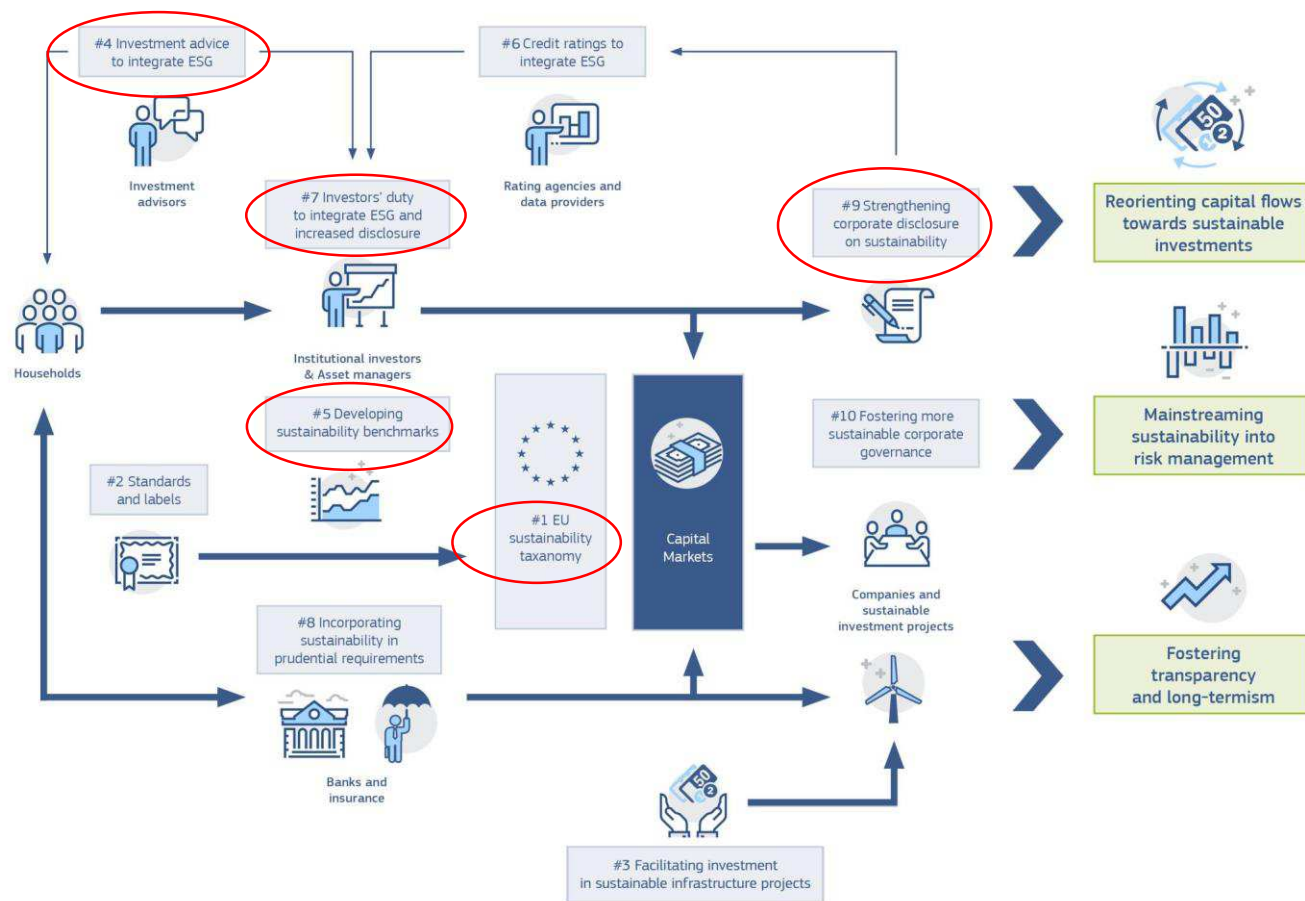 #4 Investment advice
to integrate ESG
#6 Credit ratings to
integrate ESG
50
2
Investment
advisors
Rating agencies and
data providers
#7 Investors' duty
to integrate ESG and
increased disclosure
#9 Strengthening
corporate disclosure
on sustainability
Reorienting capital flows
towards sustainable
investments
Households
Institutional investors
& Asset managers
#5 Developing
sustainability benchmarks
#10 Fostering more
sustainable corporate
governance
Mainstreaming
sustainability into
risk management
#2 Standards
and labels
#1 EU
sustainability
taxanomy
Capital
Markets
Companies and
sustainable
investment projects
#8 Incorporating
sustainability in
prudential requirements
Fostering
transparency
and long-termism
Banks and
insurance
50
2
#3 Facilitating investment
in sustainable infrastructure projects